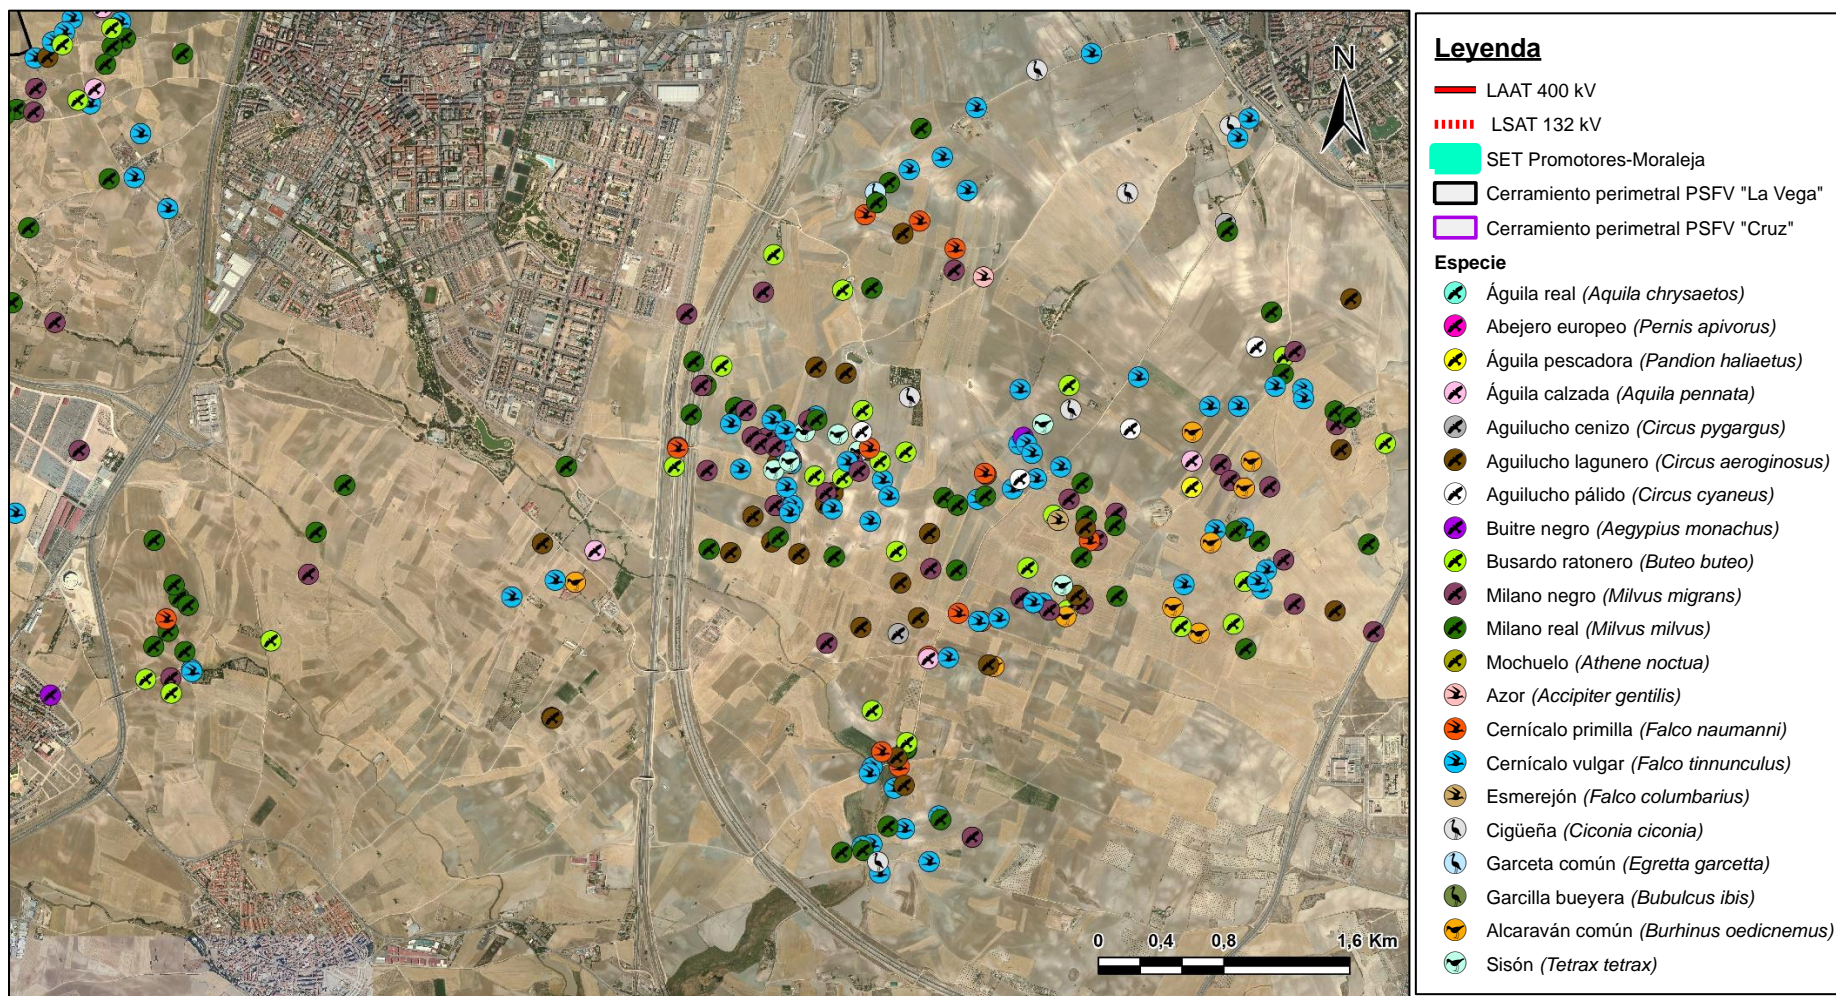 N
0 0,4 0,8 1,6 Km
Leyenda
LAAT 400 kV
LSAT 132 kV
SET Promotores-Moraleja
Cerramiento perimetral PSFV "La Vega"
Cerramiento perimetral PSFV "Cruz"
Especie
Águila real (Aquila chrysaetos)
Abejero europeo (Pernis apivorus)
Águila pescadora (Pandion haliaetus)
Águila calzada (Aquila pennata)
Aguilucho cenizo (Circus pygargus)
Aguilucho lagunero (Circus aeroginosus)
Aguilucho pálido (Circus cyaneus)
Buitre negro (Aegypius monachus)
Busardo ratonero (Buteo buteo)
Milano negro (Milvus migrans)
Milano real (Milvus milvus)
Mochuelo (Athene noctua)
Azor (Accipiter gentilis)
Cernícalo primilla (Falco naumanni)
Cernícalo vulgar (Falco tinnunculus)
Esmerejón (Falco columbarius)
Cigüeña (Ciconia ciconia)
Garceta común (Egretta garcetta)
Garcilla bueyera (Bubulcus ibis)
Alcaraván común (Burhinus oedicnemus)
Sisón (Tetrax tetrax)